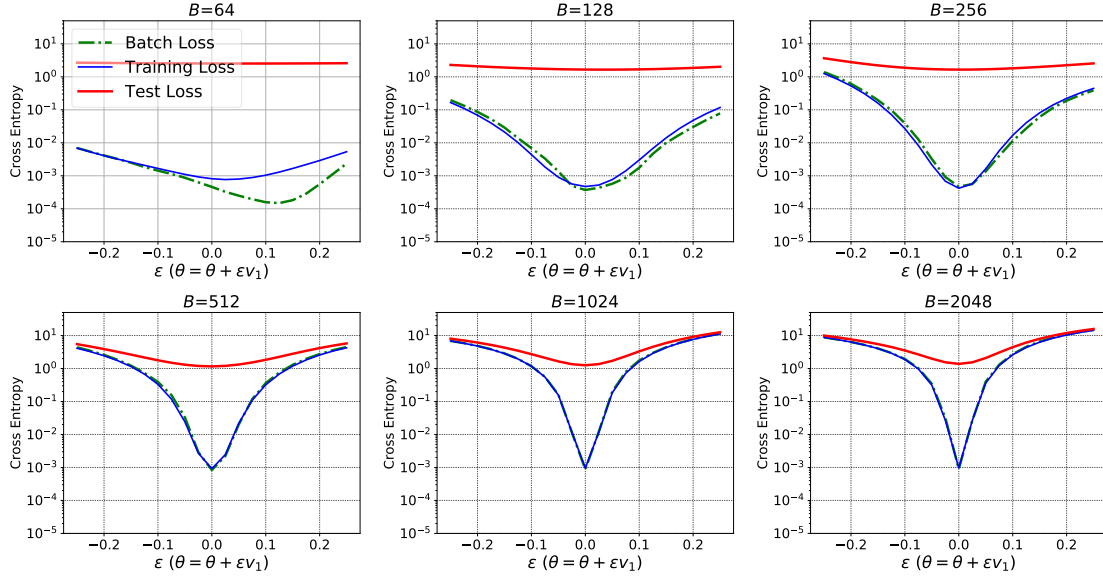 B=64
B=128
B=256
Batch Loss
Training Loss
Test Loss
Cross Entropy
10^1
10^0
10^−1
10^−2
10^−3
10^−4
10^−5
−0.2 −0.1 0.0 0.1 0.2
ε (θ = θ + εv₁)
Cross Entropy
10^1
10^0
10^−1
10^−2
10^−3
10^−4
10^−5
−0.2 −0.1 0.0 0.1 0.2
ε (θ = θ + εv₁)
Cross Entropy
10^1
10^0
10^−1
10^−2
10^−3
10^−4
10^−5
−0.2 −0.1 0.0 0.1 0.2
ε (θ = θ + εv₁)
B=512
B=1024
B=2048
Cross Entropy
10^1
10^0
10^−1
10^−2
10^−3
10^−4
10^−5
−0.2 −0.1 0.0 0.1 0.2
ε (θ = θ + εv₁)
Cross Entropy
10^1
10^0
10^−1
10^−2
10^−3
10^−4
10^−5
−0.2 −0.1 0.0 0.1 0.2
ε (θ = θ + εv₁)
Cross Entropy
10^1
10^0
10^−1
10^−2
10^−3
10^−4
10^−5
−0.2 −0.1 0.0 0.1 0.2
ε (θ = θ + εv₁)